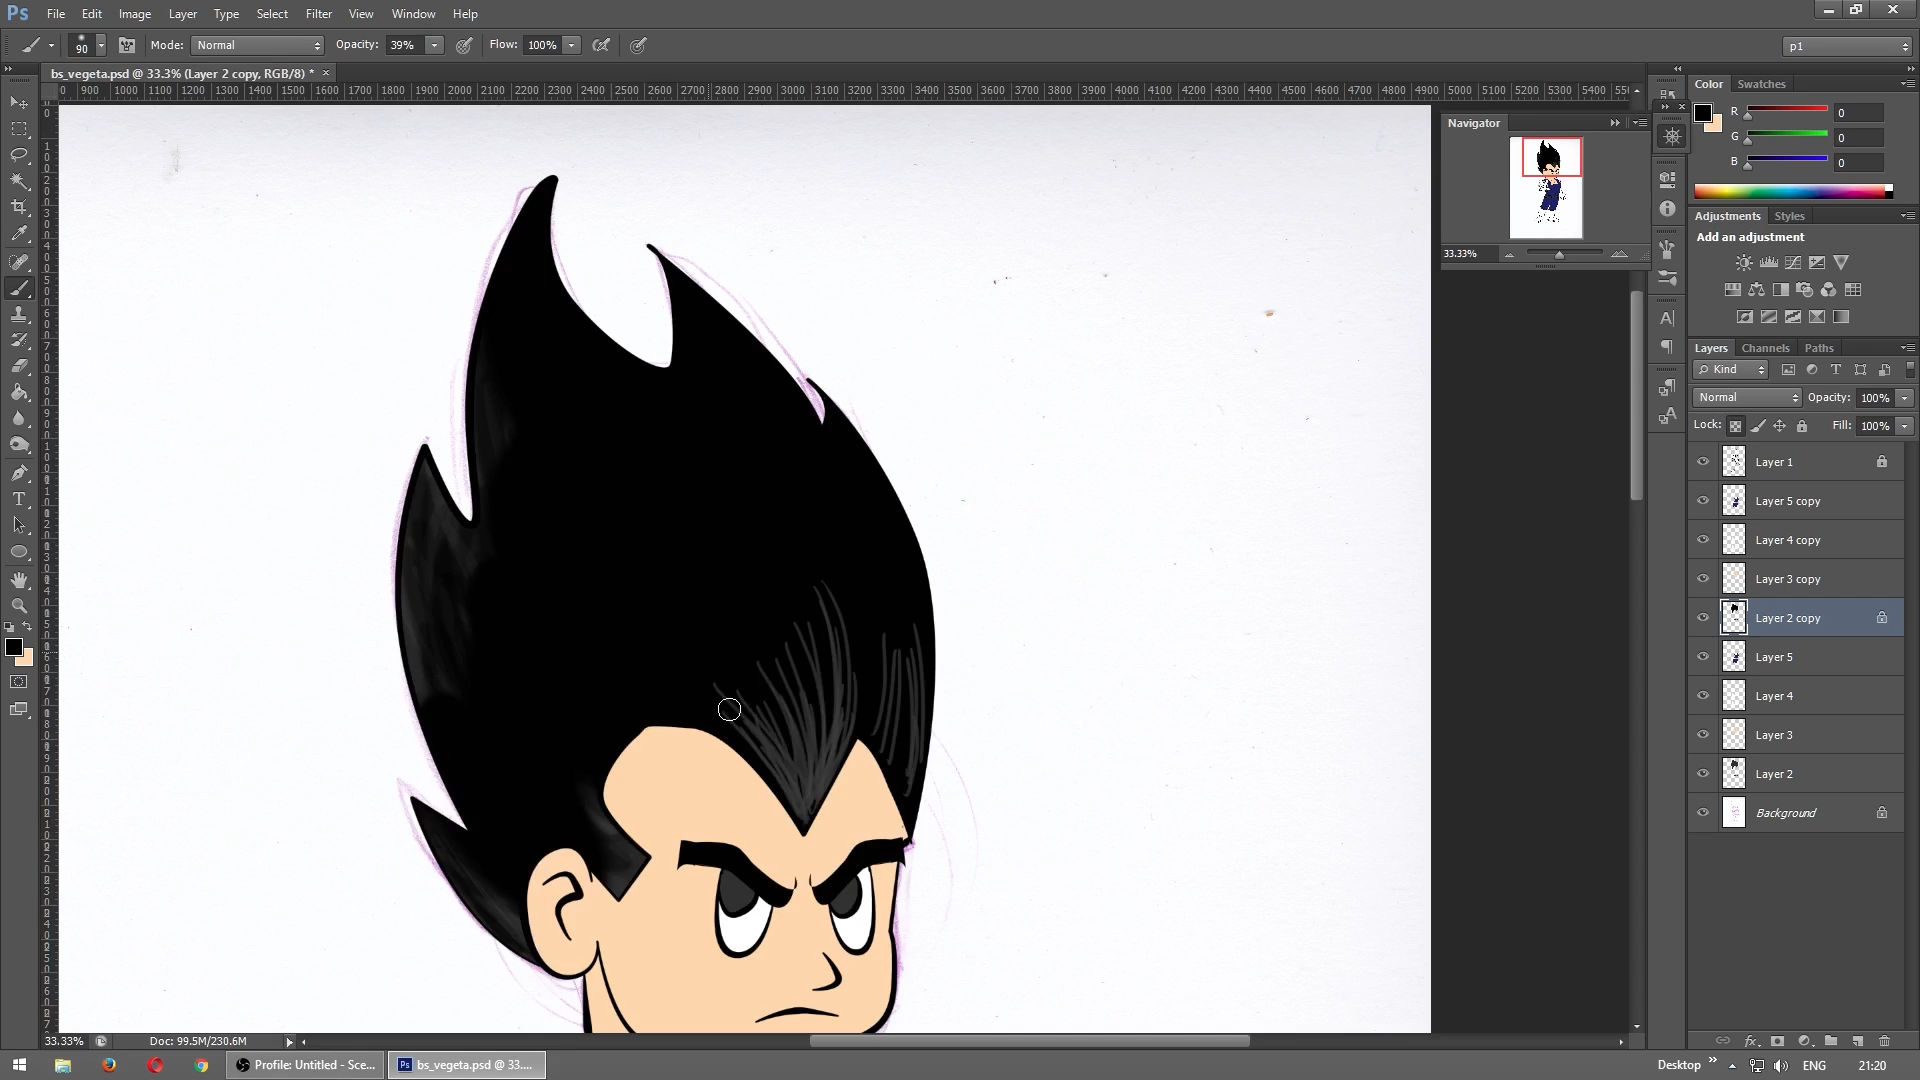 Ps File Edit Image Layer Type Select Filter 3D View Window Help
90 Mode: Normal Opacity: 39% Flow: 100% p1
bs_vegeta.psd @ 33.3% (Layer 2 copy, RGB/8) * ×
0 900 1000 1100 1200 1300 1400 1500 1600 1700 1800 1900 2000 2100 2200 2300 2400 2500 2600 2700 2800 2900 3000 3100 3200 3300 3400 3500 3600 3700 3800 3900 4000 4100 4200 4300 4400 4500 4600 4700 4800 4900 5000 5100 5200 5300 5400
Navigator
33.33%
Color Swatches
R 0
G 0
B 0
Adjustments Styles
Add an adjustment
Layers Channels Paths
Kind
Normal Opacity: 100%
Lock: Fill: 100%
Layer 1
Layer 5 copy
Layer 4 copy
Layer 3 copy
Layer 2 copy
Layer 5
Layer 4
Layer 3
Layer 2
Background
33.33% Doc: 99.5M/230.6M
Profile: Untitled - Sce...
Ps bs_vegeta.psd @ 33....
Desktop ENG 21:20